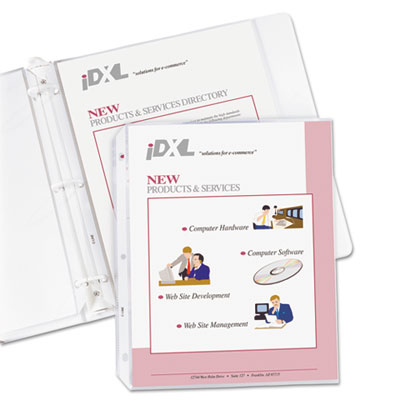 iDXL "solutions for e-commerce"
NEW
PRODUCTS & SERVICES DIRECTORY
iDXL "solutions for e-commerce"
NEW
PRODUCTS & SERVICES
Computer Hardware
Computer Software
Web Site Development
Web Site Management